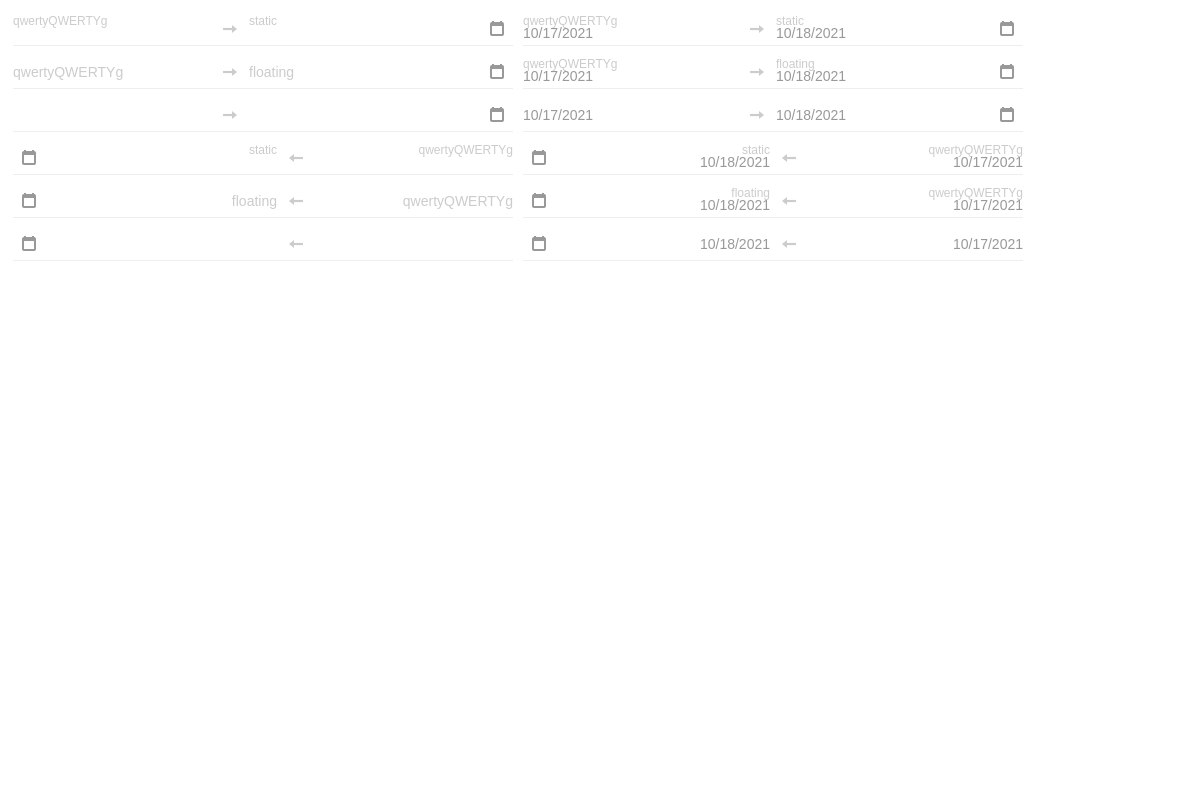 qwertyQWERTYg static qwertyQWERTYg static
10/17/2021 10/18/2021
qwertyQWERTYg floating qwertyQWERTYg floating
10/17/2021 10/18/2021
10/17/2021 10/18/2021
static qwertyQWERTYg static qwertyQWERTYg
10/18/2021 10/17/2021
floating qwertyQWERTYg floating qwertyQWERTYg
10/18/2021 10/17/2021
10/18/2021 10/17/2021